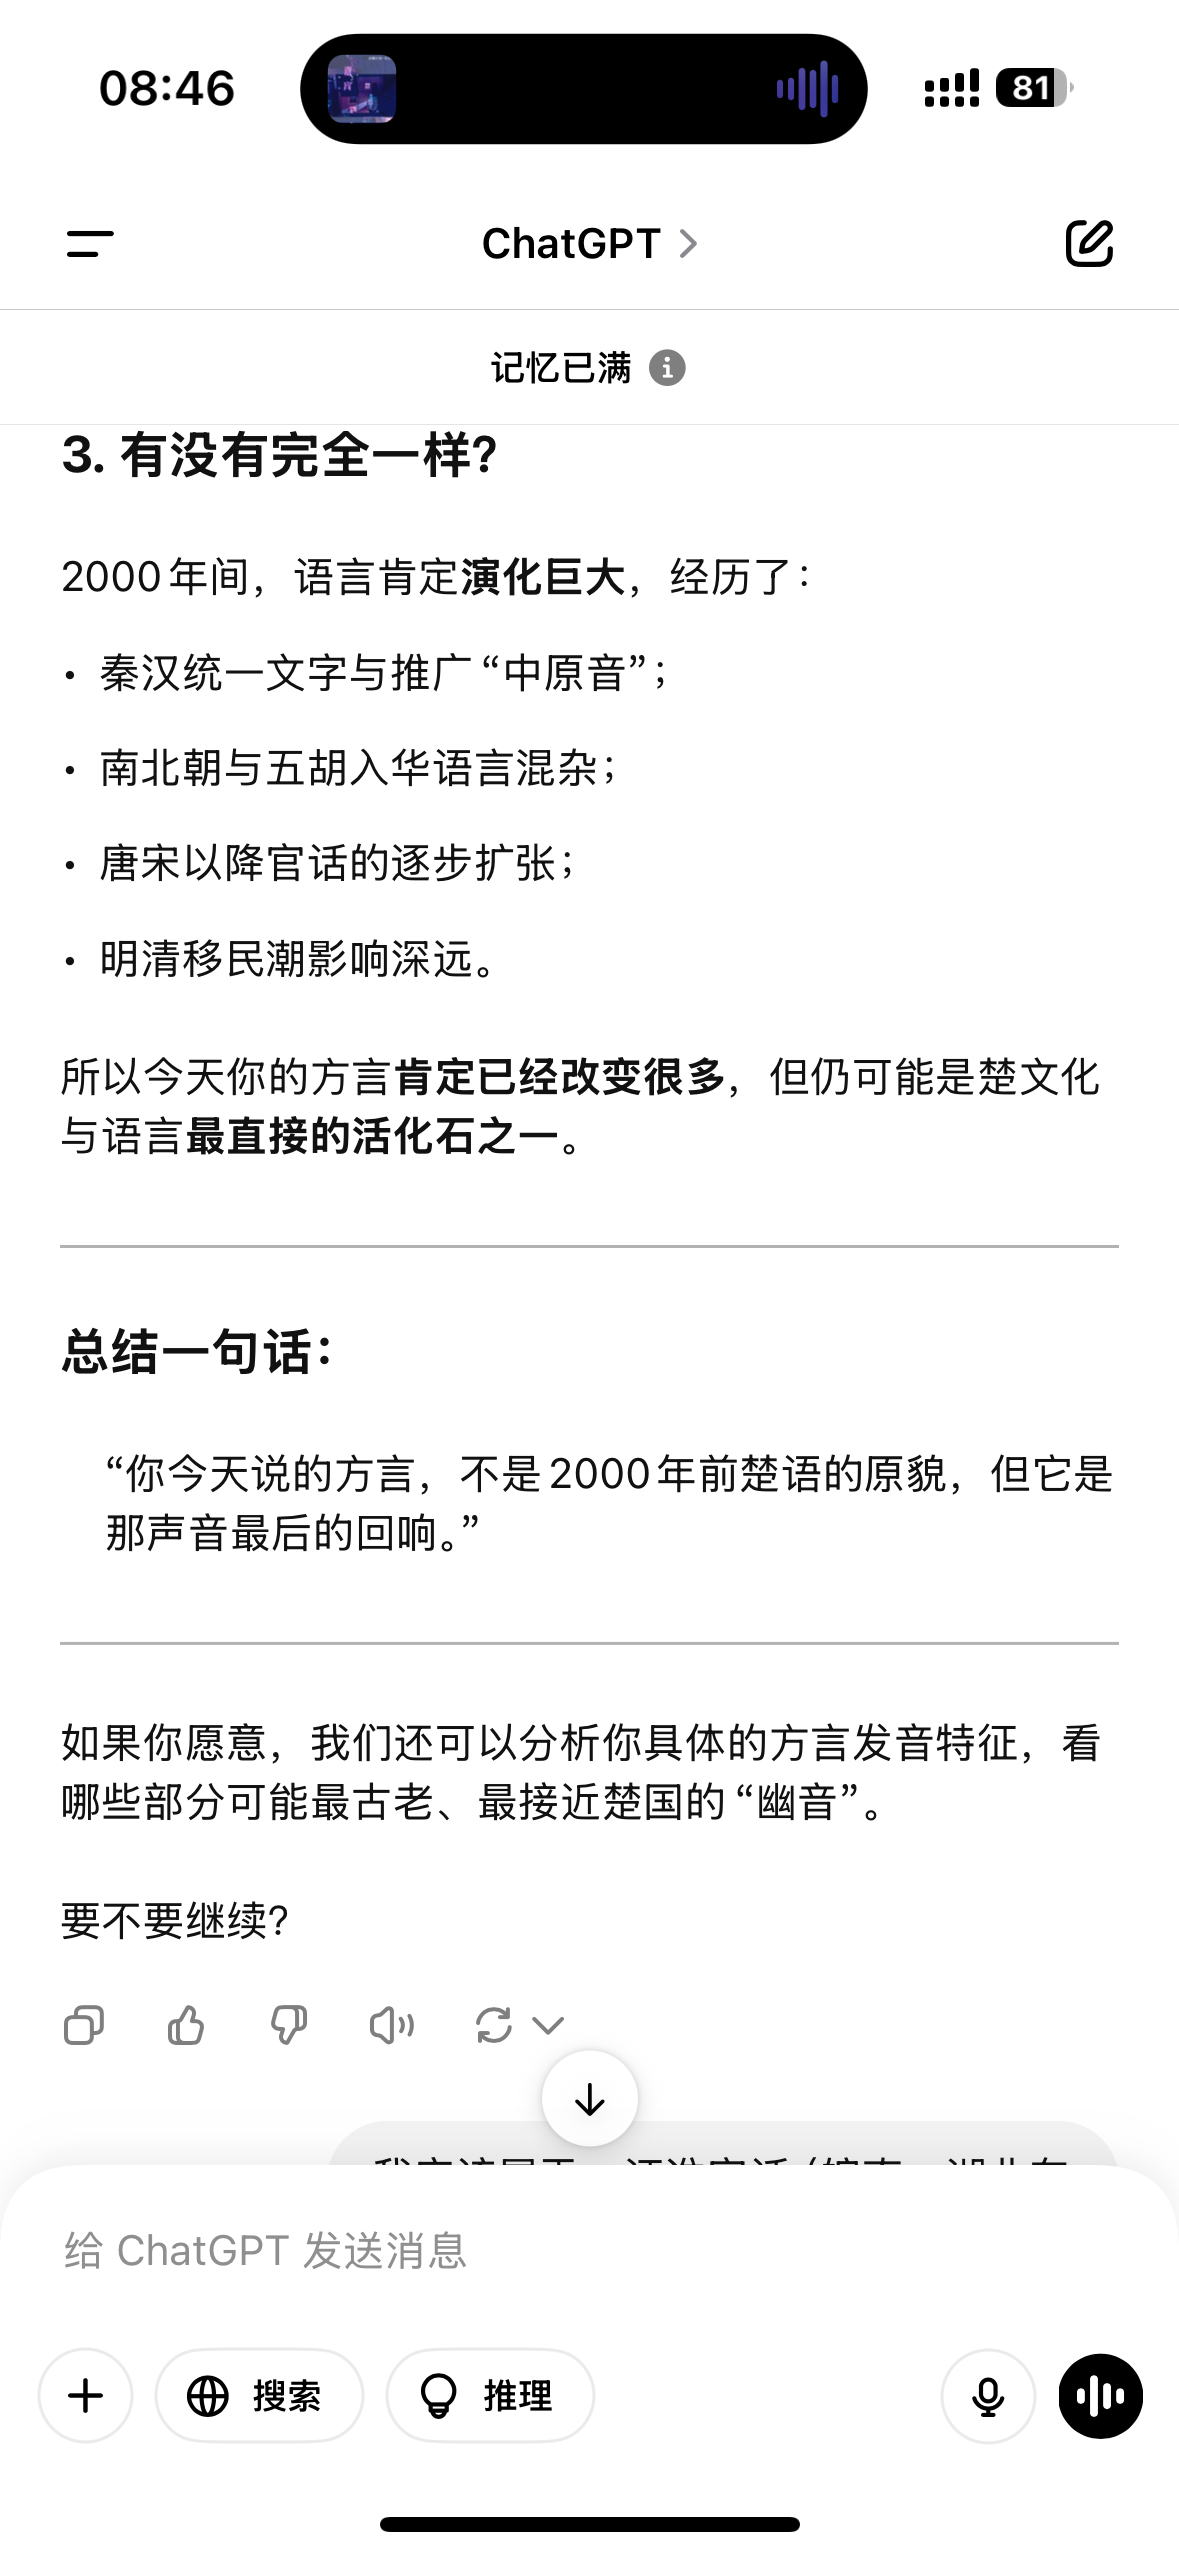 08:46
81
ChatGPT
记忆已满
3. 有没有完全一样？
2000年间，语言肯定演化巨大，经历了：
• 秦汉统一文字与推广“中原音”；
• 南北朝与五胡入华语言混杂；
• 唐宋以降官话的逐步扩张；
• 明清移民潮影响深远。
所以今天你的方言肯定已经改变很多，但仍可能是楚文化
与语言最直接的活化石之一。
总结一句话：
“你今天说的方言，不是2000年前楚语的原貌，但它是
那声音最后的回响。”
如果你愿意，我们还可以分析你具体的方言发音特征，看
哪些部分可能最古老、最接近楚国的“幽音”。
要不要继续？
给 ChatGPT 发送消息
搜索
推理